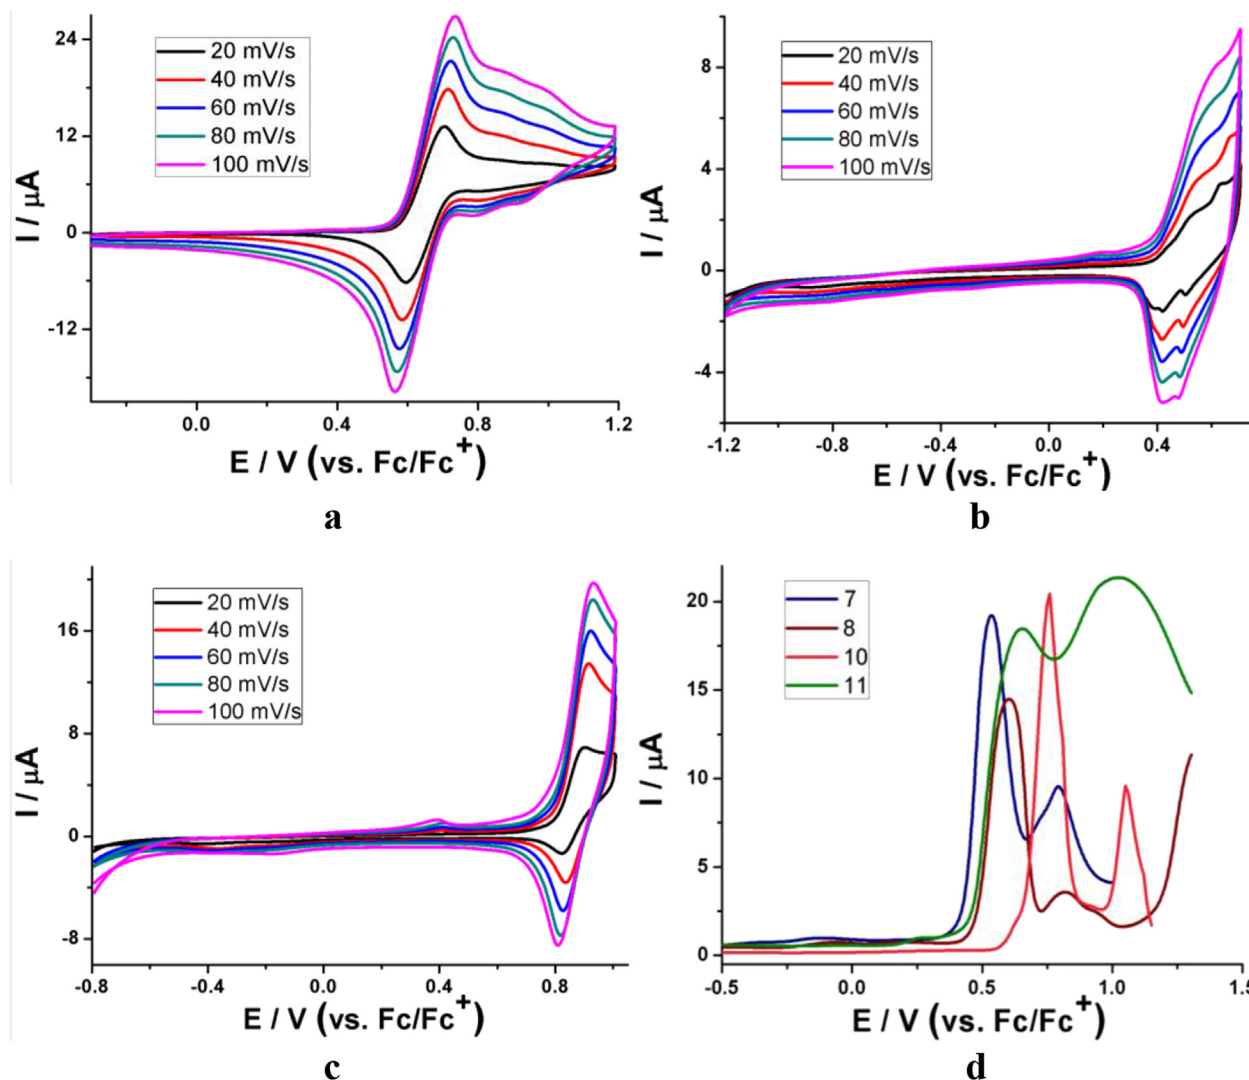 24
12
0
-12
I / μA
20 mV/s
40 mV/s
60 mV/s
80 mV/s
100 mV/s
0.0
0.4
0.8
1.2
E / V (vs. Fc/Fc+)
a
8
4
0
-4
I / μA
20 mV/s
40 mV/s
60 mV/s
80 mV/s
100 mV/s
-1.2
-0.8
-0.4
0.0
0.4
E / V (vs. Fc/Fc+)
b
16
8
0
-8
I / μA
20 mV/s
40 mV/s
60 mV/s
80 mV/s
100 mV/s
-0.8
-0.4
0.0
0.4
0.8
E / V (vs. Fc/Fc+)
c
20
15
10
5
0
I / μA
7
8
10
11
-0.5
0.0
0.5
1.0
1.5
E / V (vs. Fc/Fc+)
d